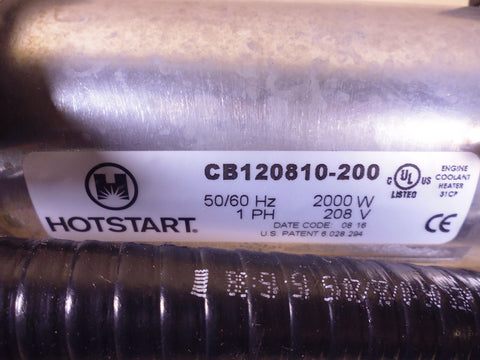 CB120810-200
50/60 Hz 2000 W
1 PH 208 V
DATE CODE: 08 16
U.S. PATENT 6.028.294
HOTSTART.
C UL US
LISTED
ENGINE
COOLANT
HEATER
31CP
CE